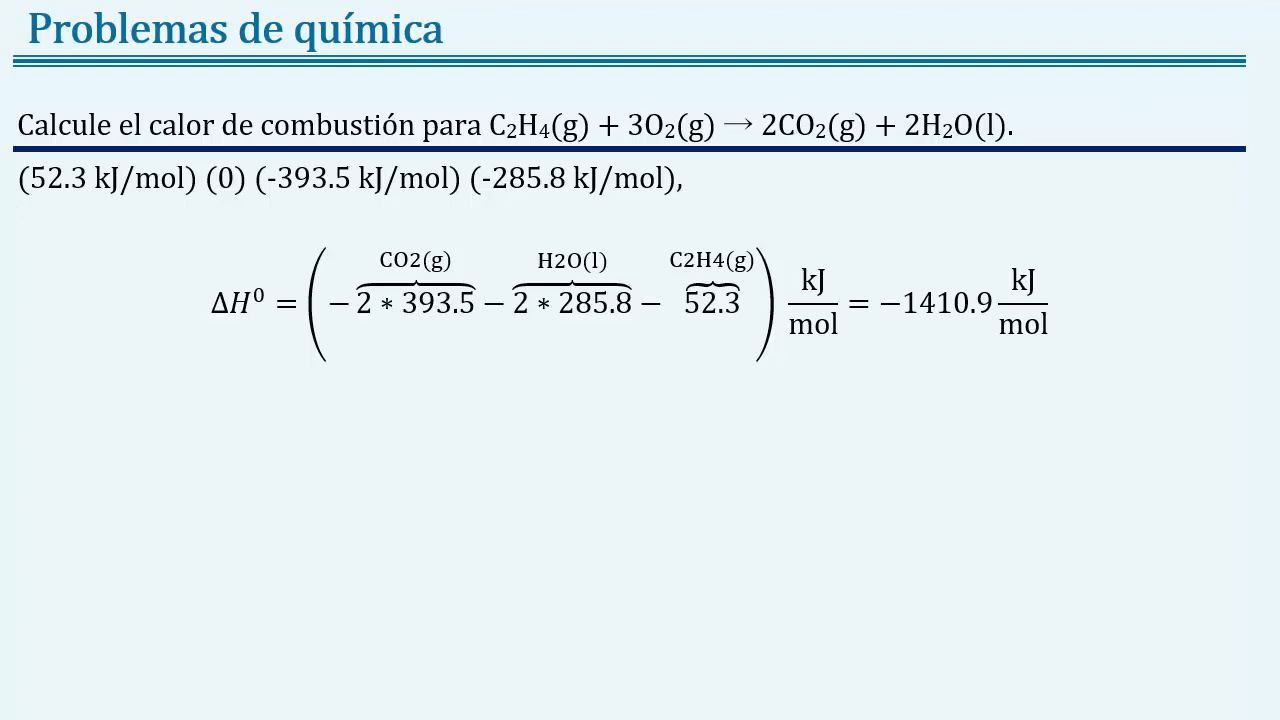 Problemas de química
Calcule el calor de combustión para C₂H₄(g) + 3O₂(g) → 2CO₂(g) + 2H₂O(l).
(52.3 kJ/mol) (0) (-393.5 kJ/mol) (-285.8 kJ/mol),
CO2(g) H2O(l) C2H4(g)
ΔH⁰ = (− 2 ∗ 393.5 − 2 ∗ 285.8 − 52.3) kJ/mol = −1410.9 kJ/mol